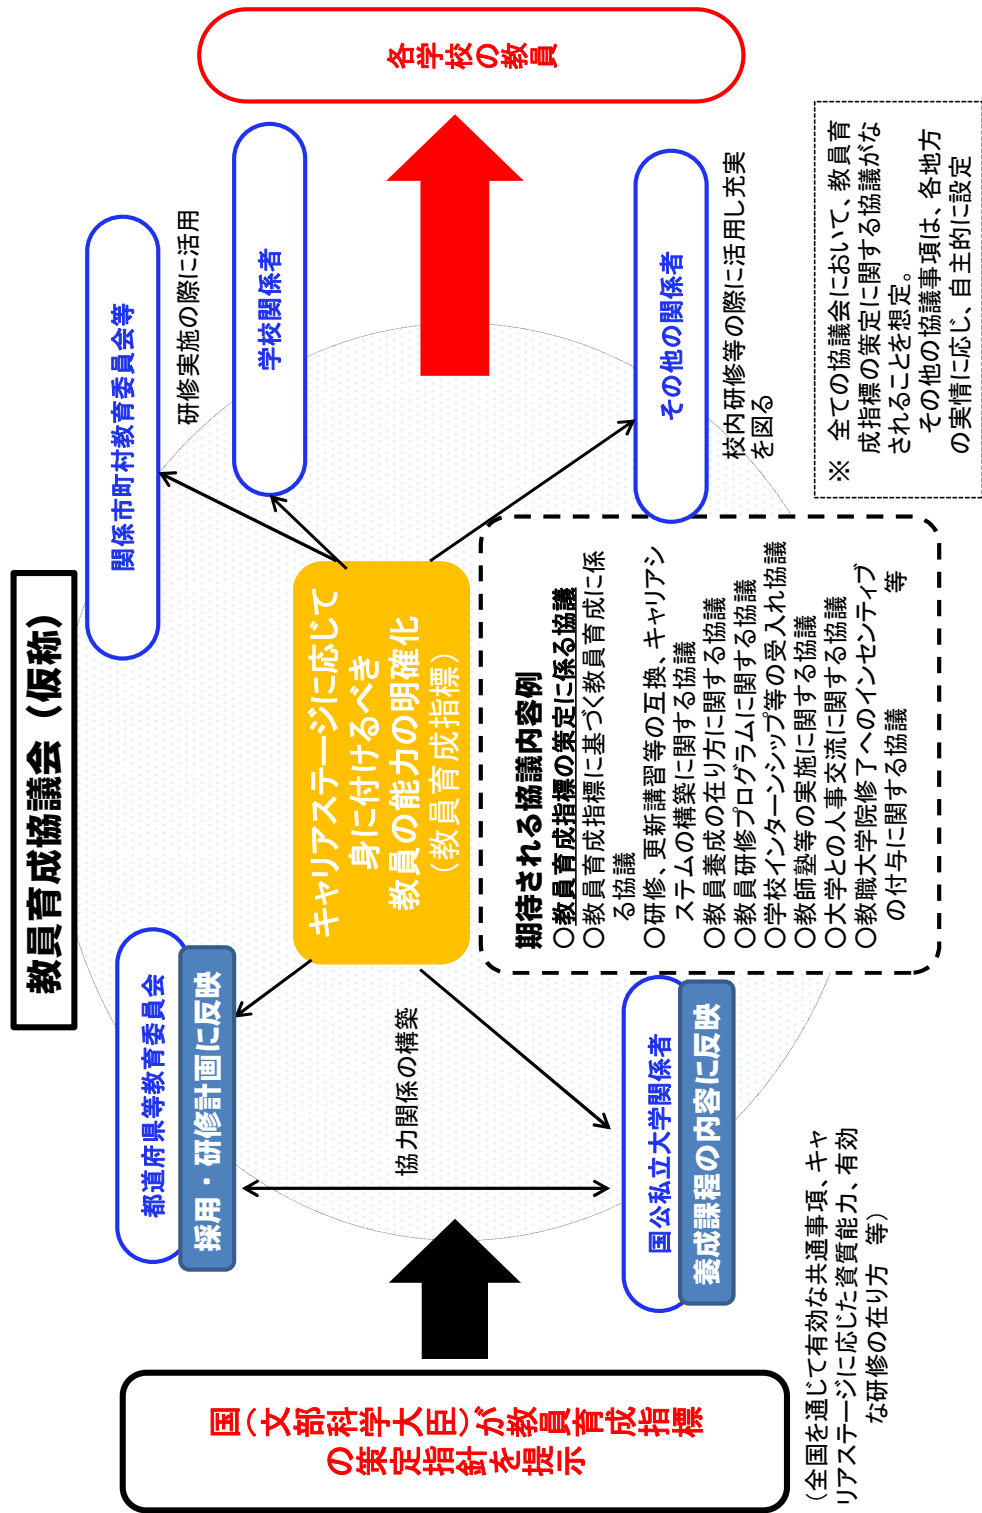 教員育成協議会（仮称）
国（文部科学大臣）が教員育成指標
の策定指針を提示
（全国を通じて有効な共通事項、キャ
リアステージに応じた資質能力、有効
な研修の在り方　等）
都道府県等教育委員会
採用・研修計画に反映
協力関係の構築
国公私立大学関係者
養成課程の内容に反映
キャリアステージに応じて
身に付けるべき
教員の能力の明確化
（教員育成指標）
期待される協議内容例
○教員育成指標の策定に係る協議
○教員育成指標に基づく教員育成に係
る協議
○研修、更新講習等の互換、キャリアシ
ステムの構築に関する協議
○教員養成の在り方に関する協議
○教員研修プログラムに関する協議
○学校インターンシップ等の受入れ協議
○教師塾等の実施に関する協議
○大学との人事交流に関する協議
○教職大学院修了へのインセンティブ
の付与に関する協議　　　　　等
関係市町村教育委員会等
研修実施の際に活用
学校関係者
その他の関係者
校内研修等の際に活用し充実
を図る
各学校の教員
※　全ての協議会において、教員育
成指標の策定に関する協議がな
されることを想定。
その他の協議事項は、各地方
の実情に応じ、自主的に設定